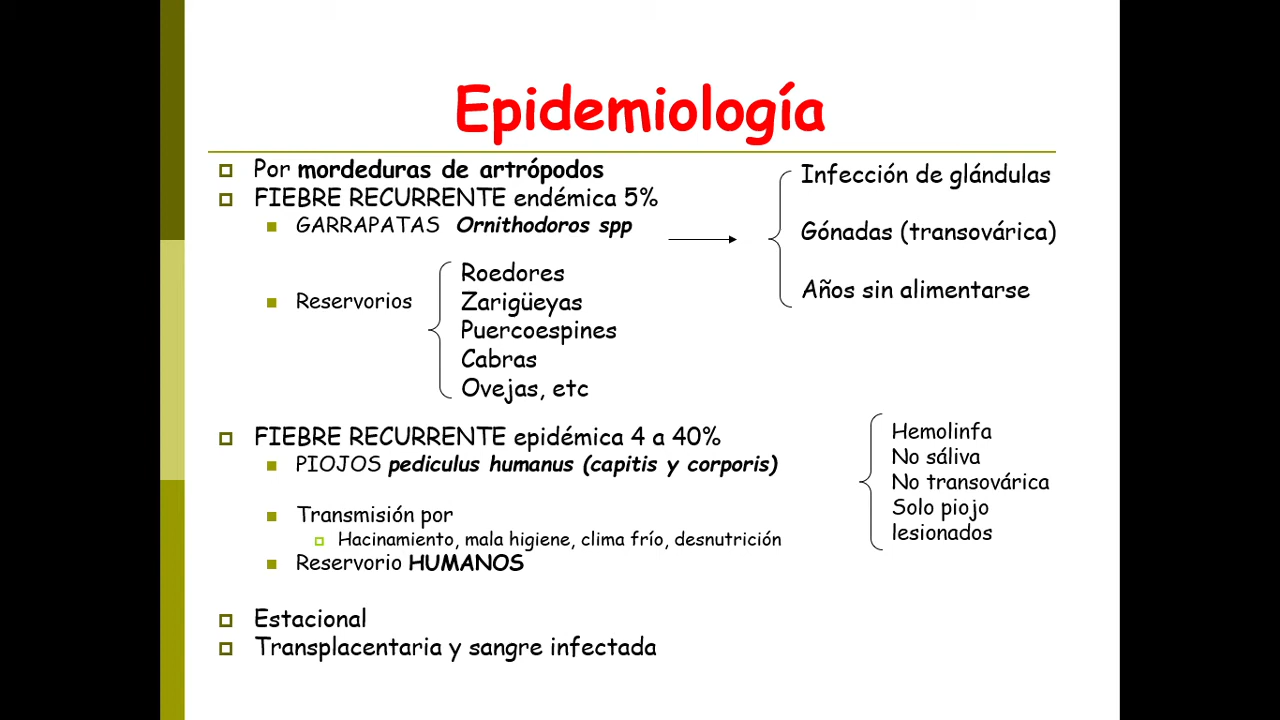 Epidemiología
Por mordeduras de artrópodos
FIEBRE RECURRENTE endémica 5%
GARRAPATAS Ornithodoros spp
Infección de glándulas
Gónadas (transovárica)
Años sin alimentarse
Reservorios
Roedores
Zarigüeyas
Puercoespines
Cabras
Ovejas, etc
FIEBRE RECURRENTE epidémica 4 a 40%
PIOJOS pediculus humanus (capitis y corporis)
Hemolinfa
No sáliva
No transovárica
Solo piojo
lesionados
Transmisión por
Hacinamiento, mala higiene, clima frío, desnutrición
Reservorio HUMANOS
Estacional
Transplacentaria y sangre infectada